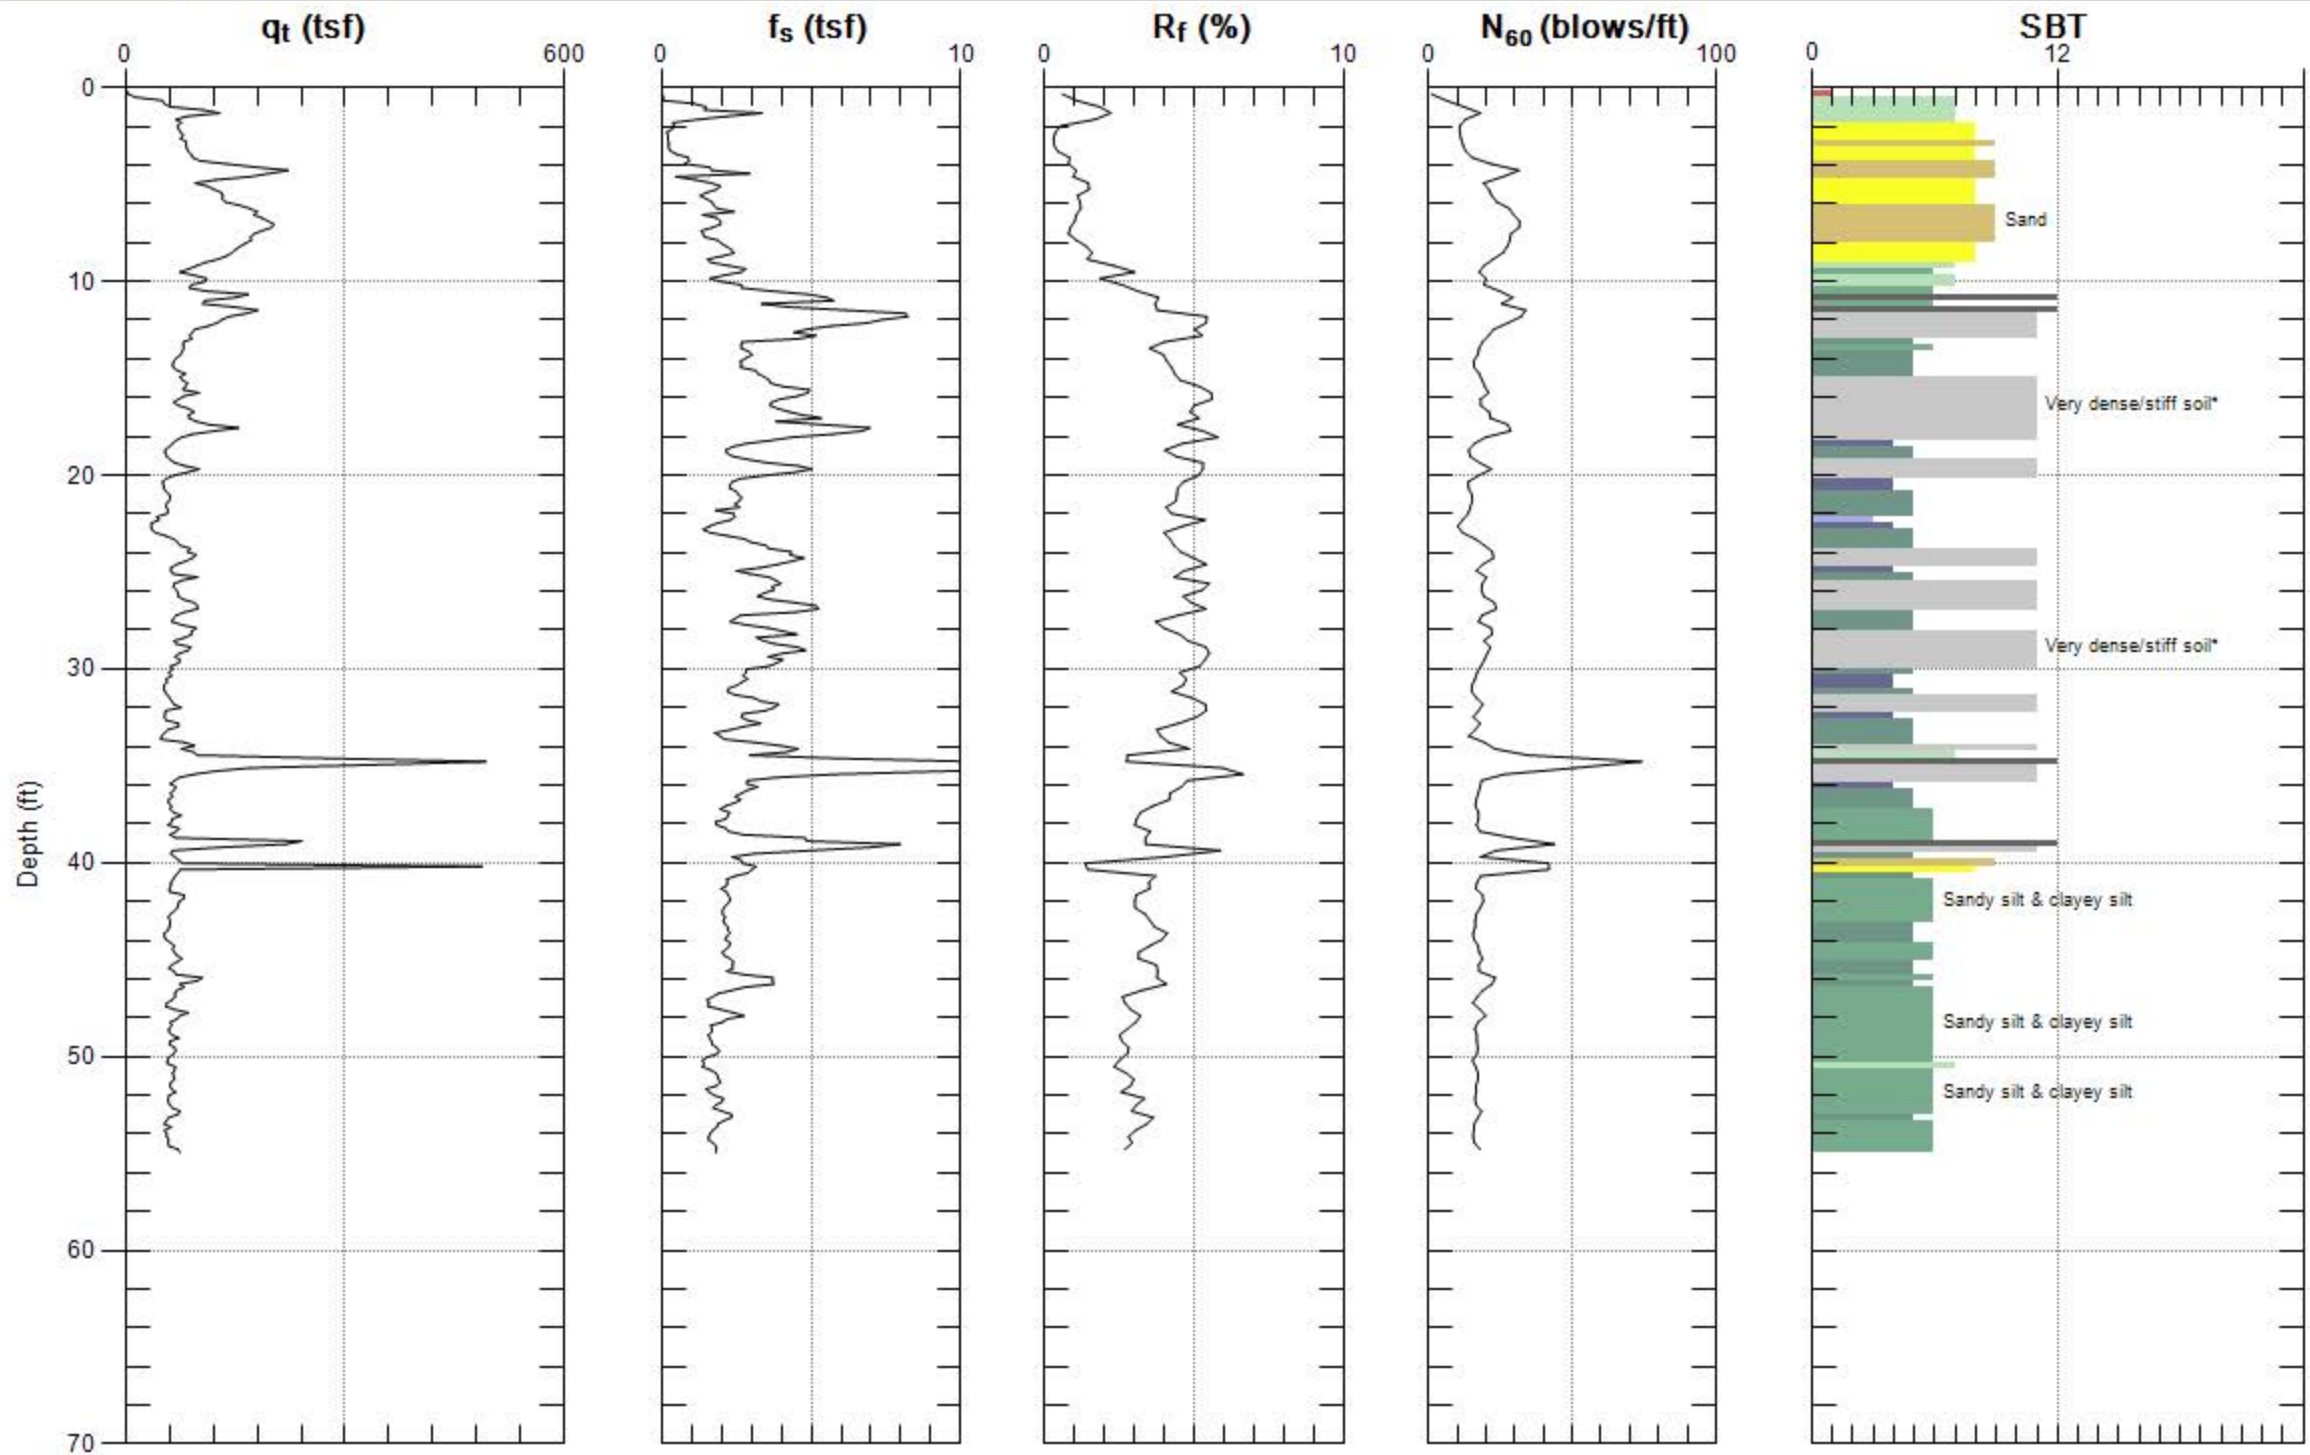 qt (tsf) fs (tsf) Rf (%) N60 (blows/ft) SBT
0 600 0 10 0 10 0 100 0 12
0
Sand
10
Very dense/stiff soil*
20
Very dense/stiff soil*
30
Depth (ft)
40
Sandy silt & clayey silt
Sandy silt & clayey silt
50
Sandy silt & clayey silt
60
70